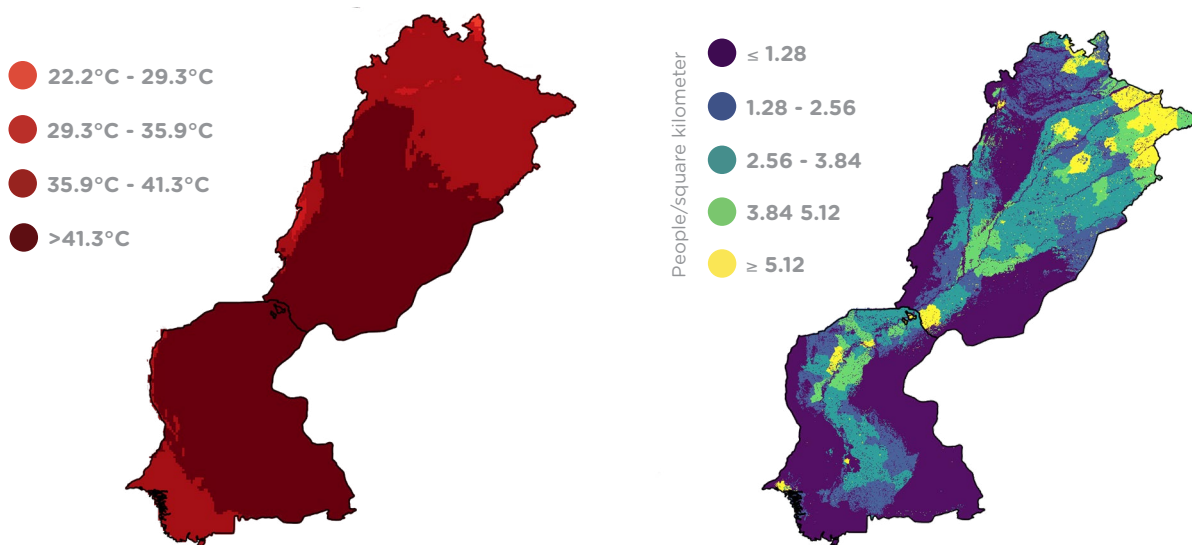 22.2°C - 29.3°C
29.3°C - 35.9°C
35.9°C - 41.3°C
>41.3°C
People/square kilometer
≤ 1.28
1.28 - 2.56
2.56 - 3.84
3.84 5.12
≥ 5.12